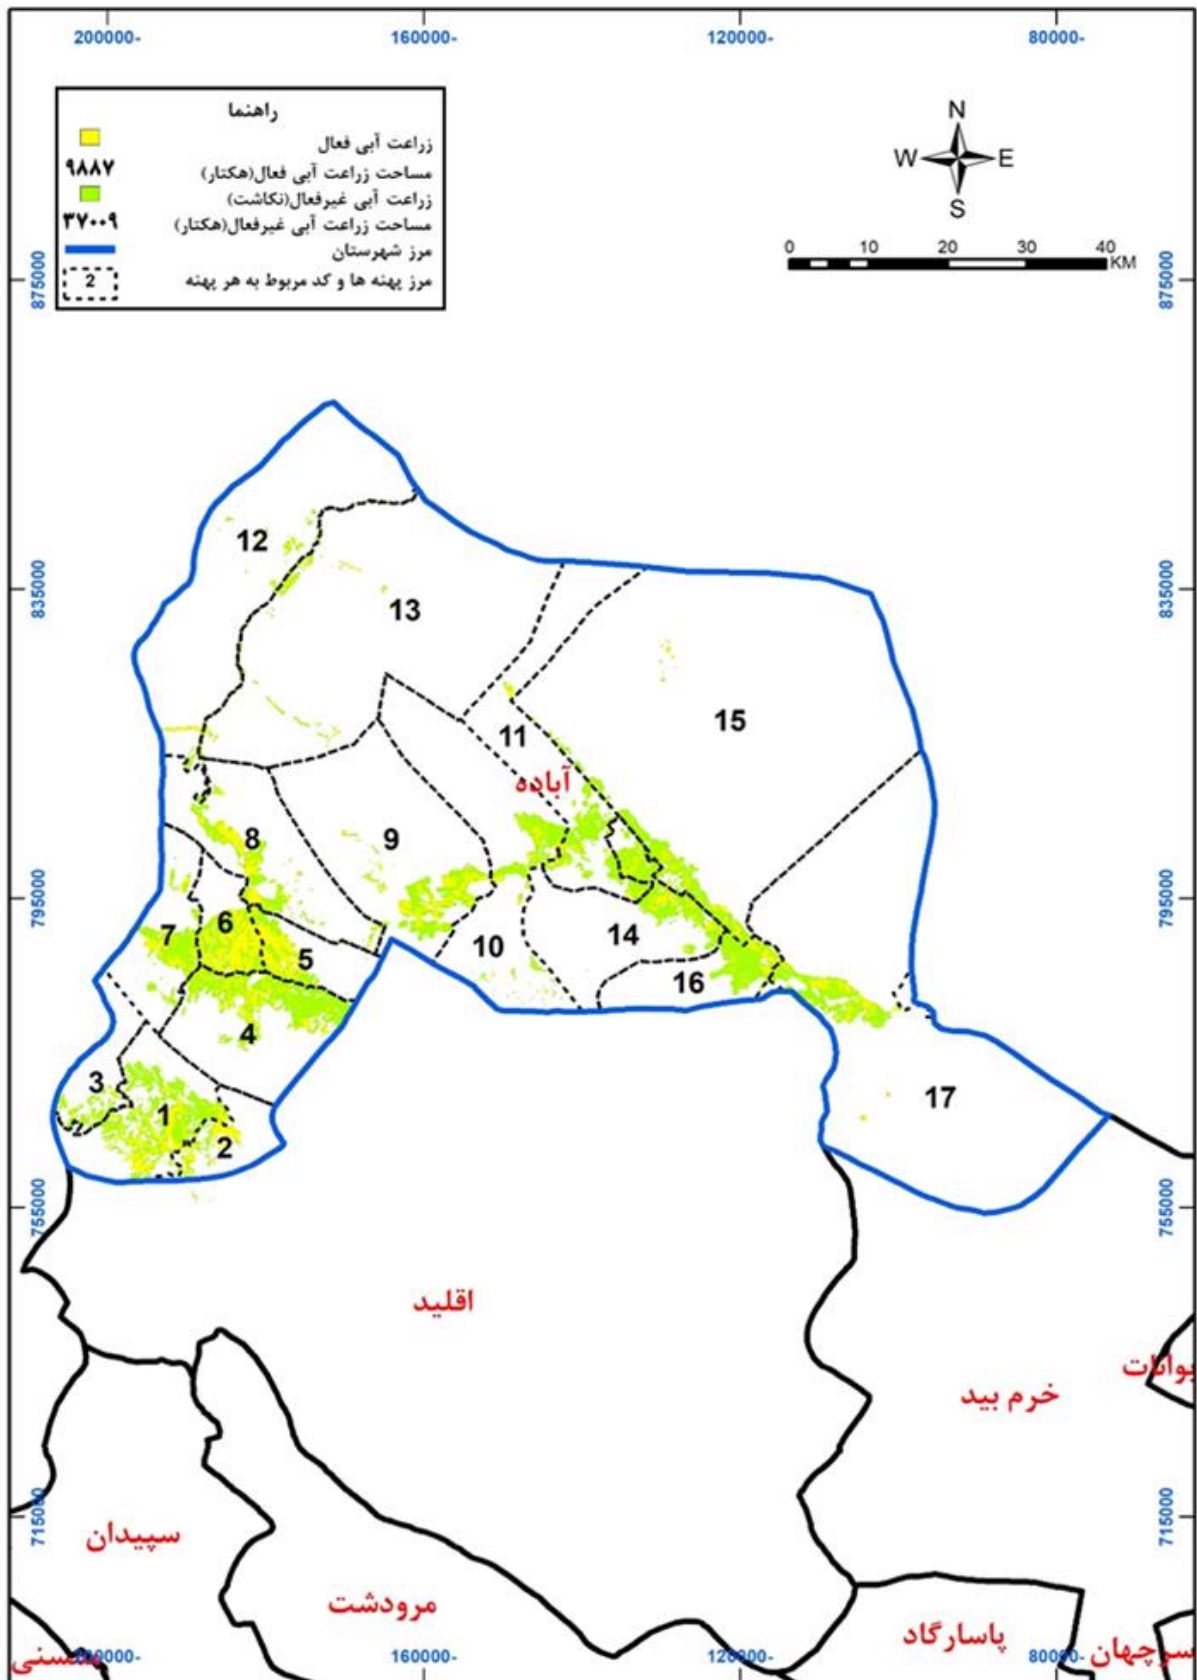 200000-
160000-
120000-
80000-
راهنما
زراعت آبی فعال
مساحت زراعت آبی فعال(هکتار)
۹۸۸۷
زراعت آبی غیرفعال(نکاشت)
مساحت زراعت آبی غیرفعال(هکتار)
۳۷۰۰۹
مرز شهرستان
مرز پهنه ها و کد مربوط به هر پهنه
2
N
W
E
S
0
10
20
30
40
KM
875000
875000
12
13
835000
835000
15
11
آباده
8
9
795000
795000
7
6
5
10
14
16
4
3
1
2
17
755000
755000
اقلید
خرم بید
بوانات
715000
715000
سپیدان
مرودشت
پاسارگاد
سرچهان
160000-
120000-
80000-